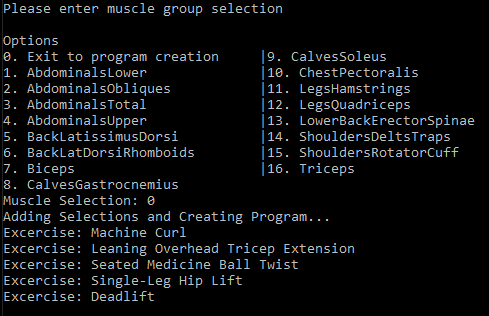 Please enter muscle group selection
Options
0. Exit to program creation |9. CalvesSoleus
1. AbdominalsLower |10. ChestPectoralis
2. AbdominalsObliques |11. LegsHamstrings
3. AbdominalsTotal |12. LegsQuadriceps
4. AbdominalsUpper |13. LowerBackErectorSpinae
5. BackLatissimusDorsi |14. ShouldersDeltsTraps
6. BackLatDorsiRhomboids |15. ShouldersRotatorCuff
7. Biceps |16. Triceps
8. CalvesGastrocnemius
Muscle Selection: 0
Adding Selections and Creating Program...
Excercise: Machine Curl
Excercise: Leaning Overhead Tricep Extension
Excercise: Seated Medicine Ball Twist
Excercise: Single-Leg Hip Lift
Excercise: Deadlift